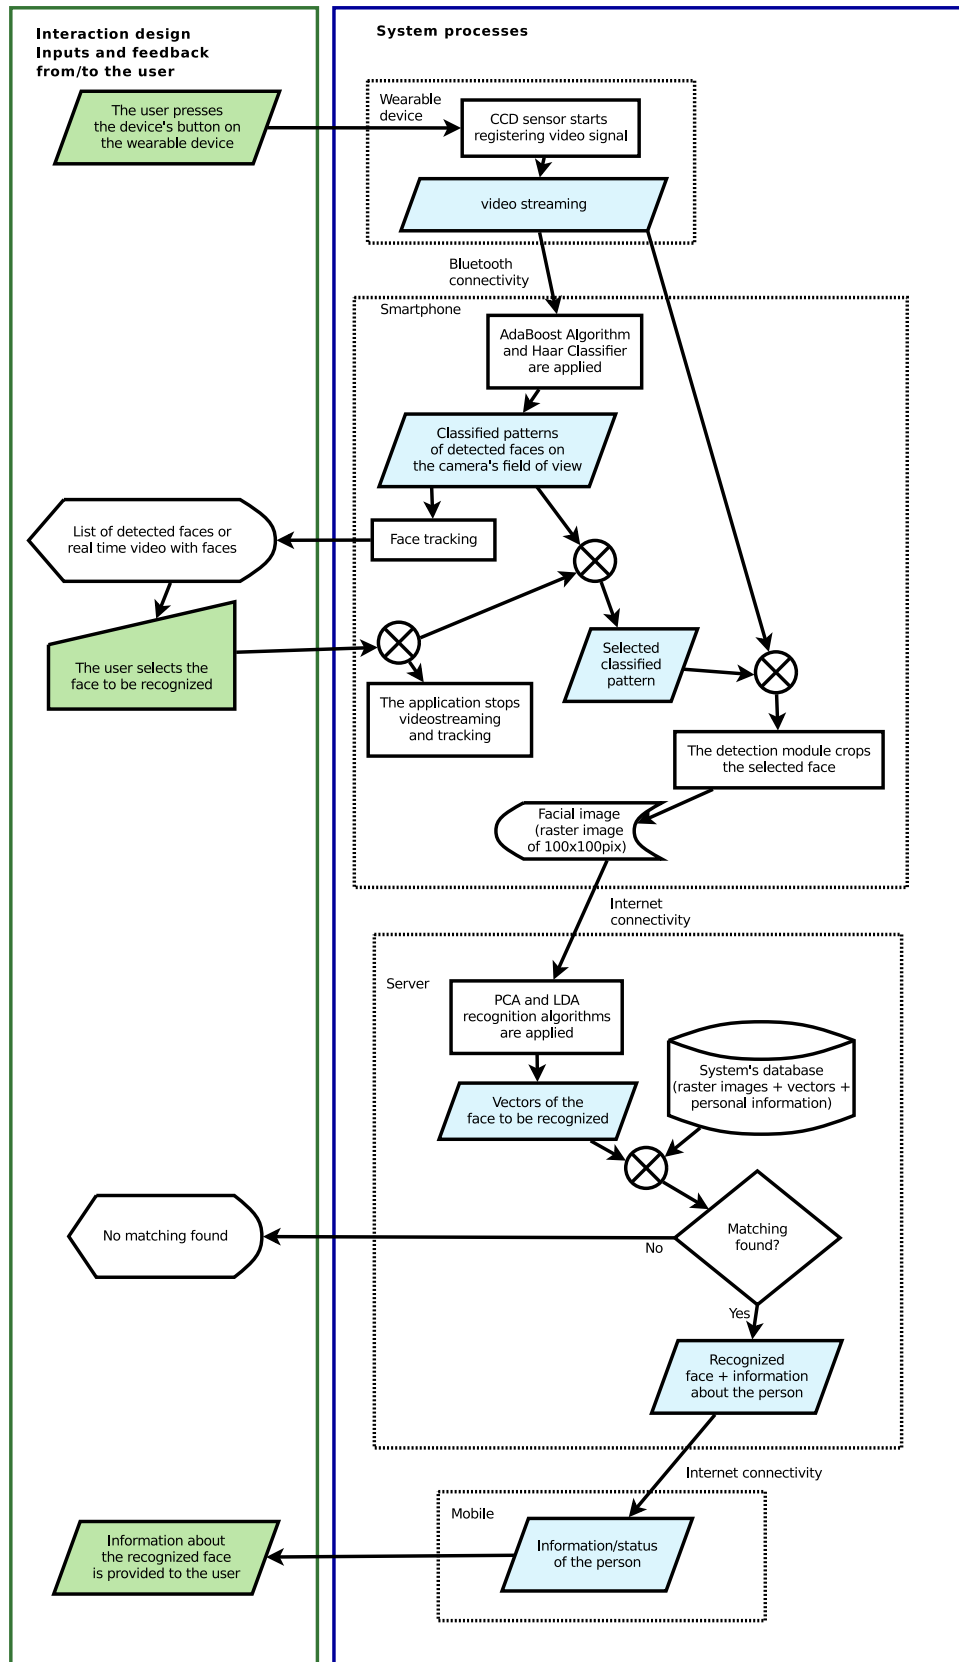 Interaction design
Inputs and feedback
from/to the user
System processes
The user presses
the device's button on
the wearable device
Wearable
device
CCD sensor starts
registering video signal
video streaming
Bluetooth
connectivity
Smartphone
AdaBoost Algorithm
and Haar Classifier
are applied
Classified patterns
of detected faces on
the camera's field of view
List of detected faces or
real time video with faces
Face tracking
The user selects the
face to be recognized
Selected
classified
pattern
The application stops
videostreaming
and tracking
The detection module crops
the selected face
Facial image
(raster image
of 100x100pix)
Internet
connectivity
Server
PCA and LDA
recognition algorithms
are applied
System's database
(raster images + vectors +
personal information)
Vectors of the
face to be recognized
Matching
found?
No matching found
No
Yes
Recognized
face + information
about the person
Internet connectivity
Mobile
Information/status
of the person
Information about
the recognized face
is provided to the user